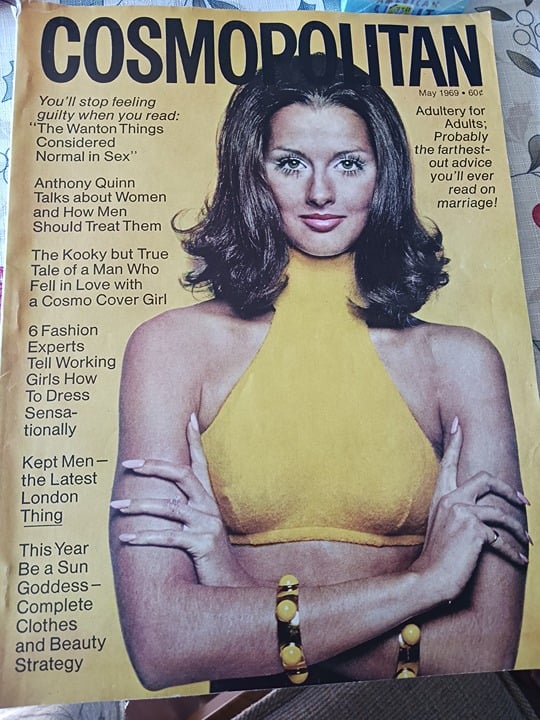 COSMOPOLITAN
May 1969 • 60¢
You'll stop feeling
guilty when you read:
"The Wanton Things
Considered
Normal in Sex"
Anthony Quinn
Talks about Women
and How Men
Should Treat Them
The Kooky but True
Tale of a Man Who
Fell in Love with
a Cosmo Cover Girl
6 Fashion
Experts
Tell Working
Girls How
To Dress
Sensa-
tionally
Kept Men—
the Latest
London
Thing
This Year
Be a Sun
Goddess—
Complete
Clothes
and Beauty
Strategy
Adultery for
Adults;
Probably
the farthest-
out advice
you'll ever
read on
marriage!